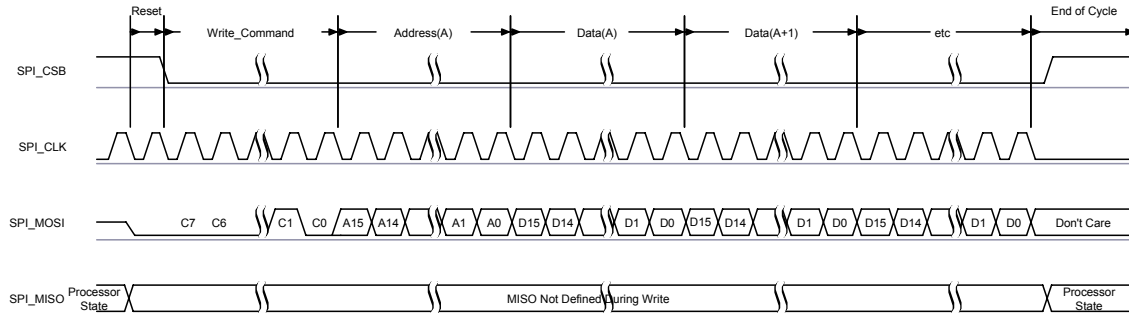 Reset End of Cycle
Write_Command Address(A) Data(A) Data(A+1) etc
SPI_CSB
SPI_CLK
SPI_MOSI C7 C6 C1 C0 A15 A14 A1 A0 D15 D14 D1 D0 D15 D14 D1 D0 D15 D14 D1 D0 Don't Care
SPI_MISO Processor State MISO Not Defined During Write Processor State